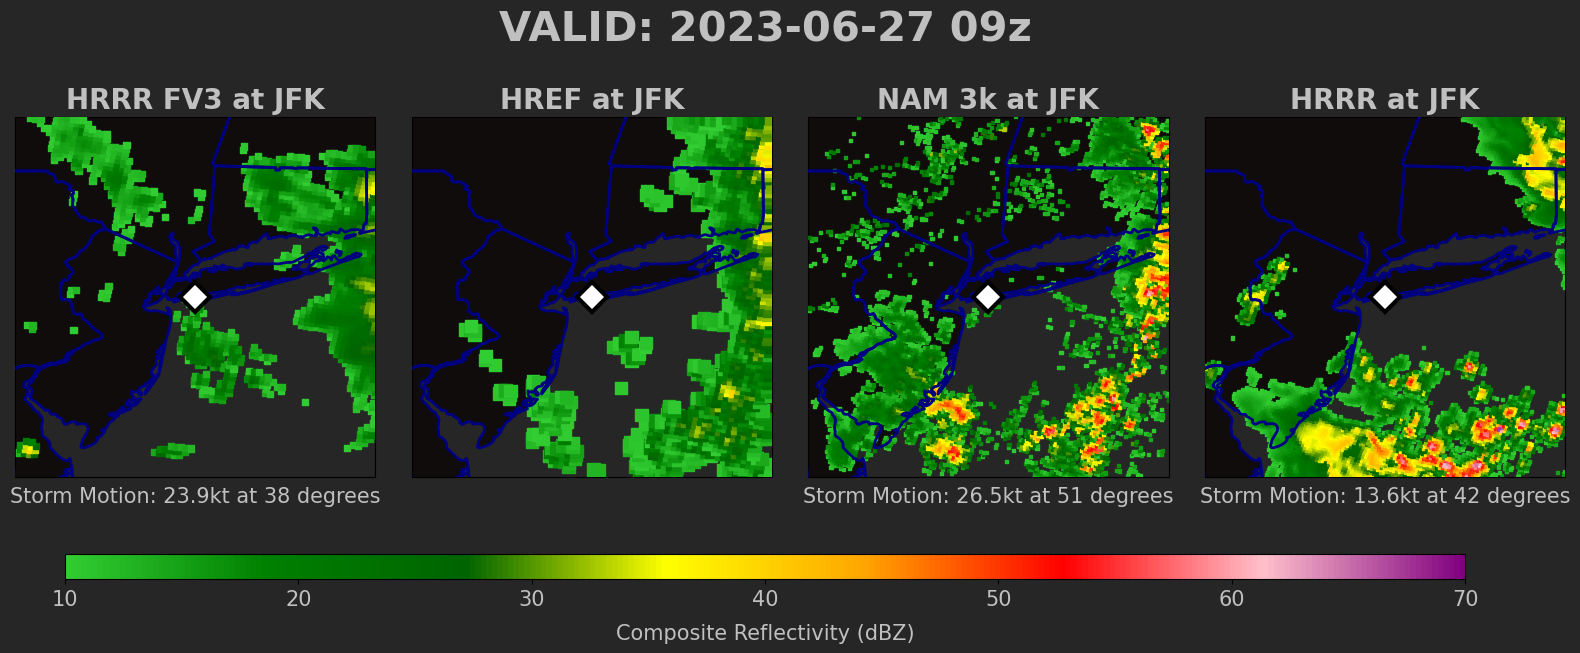 VALID: 2023-06-27 09z
HRRR FV3 at JFK
HREF at JFK
NAM 3k at JFK
HRRR at JFK
Storm Motion: 23.9kt at 38 degrees
Storm Motion: 26.5kt at 51 degrees
Storm Motion: 13.6kt at 42 degrees
10 20 30 40 50 60 70
Composite Reflectivity (dBZ)